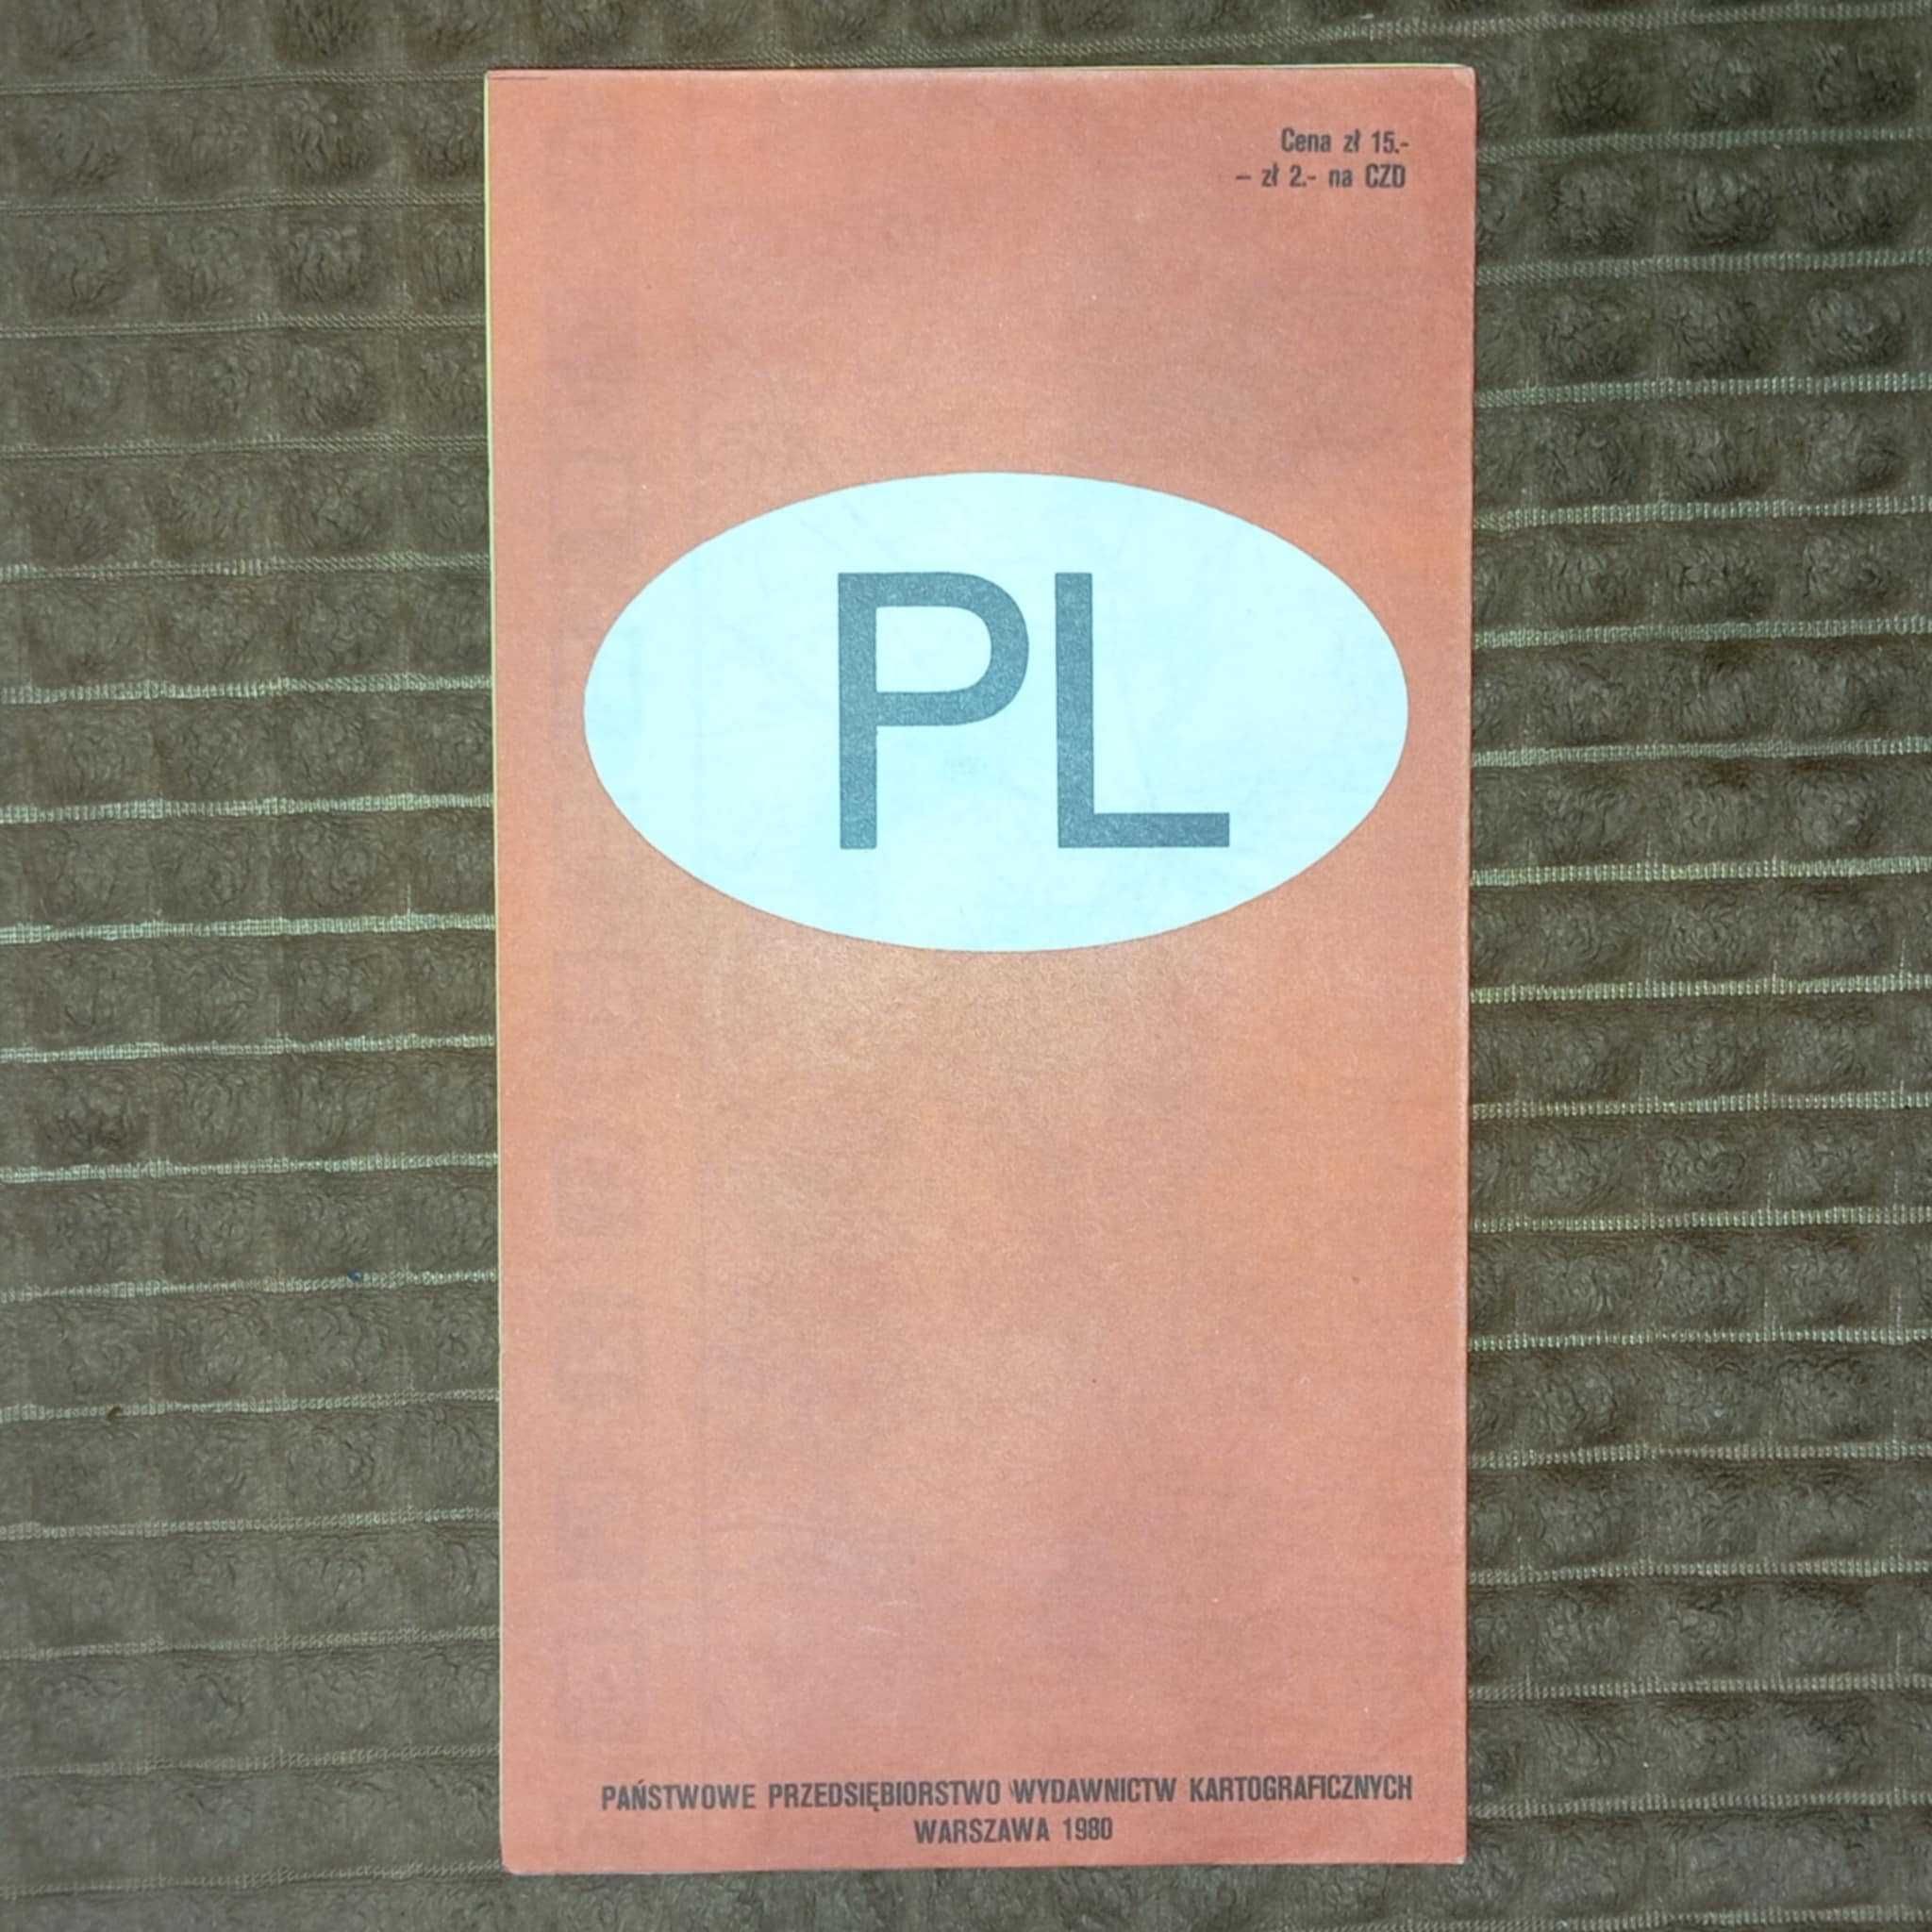 Cena zł 15.-
– zł 2.- na CZD
PL
PAŃSTWOWE PRZEDSIĘBIORSTWO WYDAWNICTW KARTOGRAFICZNYCH
WARSZAWA 1980